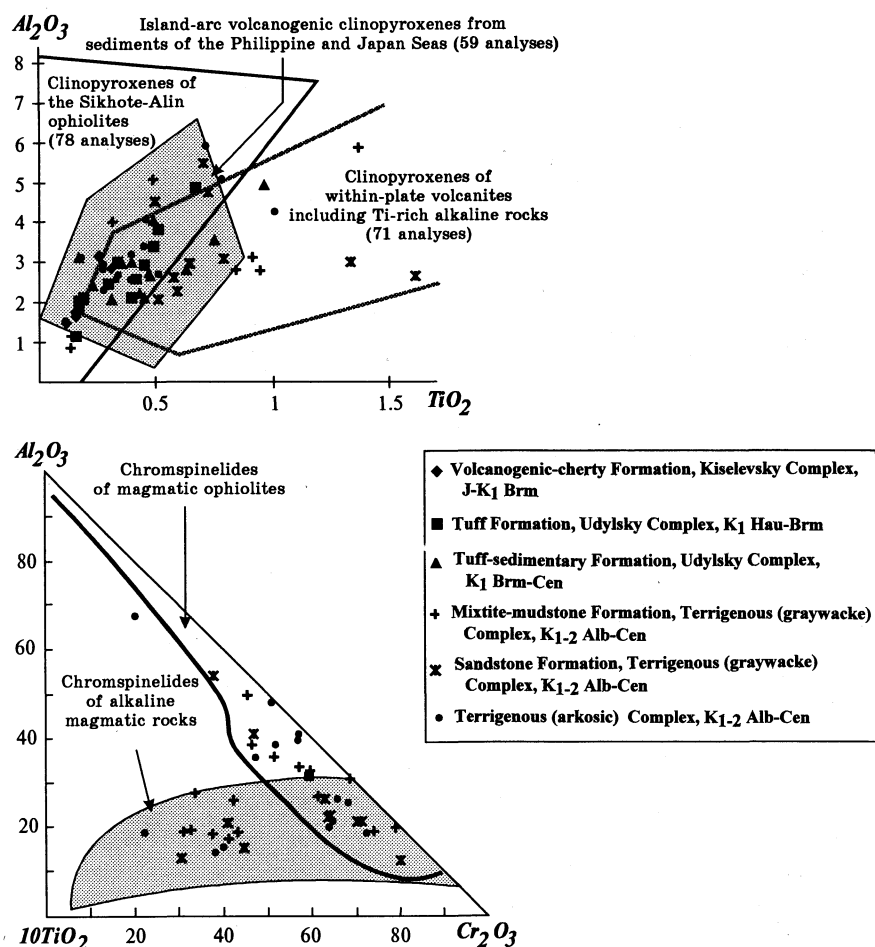 Al2O3
Island-arc volcanogenic clinopyroxenes from
sediments of the Philippine and Japan Seas (59 analyses)
8
7
6
5
4
3
2
1
Clinopyroxenes of
the Sikhote-Alin
ophiolites
(78 analyses)
Clinopyroxenes of
within-plate volcanites
including Ti-rich alkaline rocks
(71 analyses)
0.5
1
1.5
TiO2
Al2O3
Chromspinelides
of magmatic ophiolites
80
60
40
20
Chromspinelides
of alkaline
magmatic rocks
10TiO2
20
40
60
80
Cr2O3
Volcanogenic-cherty Formation, Kiselevsky Complex,
J-K1 Brm
Tuff Formation, Udylsky Complex, K1 Hau-Brm
Tuff-sedimentary Formation, Udylsky Complex,
K1 Brm-Cen
Mixtite-mudstone Formation, Terrigenous (graywacke)
Complex, K1-2 Alb-Cen
Sandstone Formation, Terrigenous (graywacke)
Complex, K1-2 Alb-Cen
Terrigenous (arkosic) Complex, K1-2 Alb-Cen